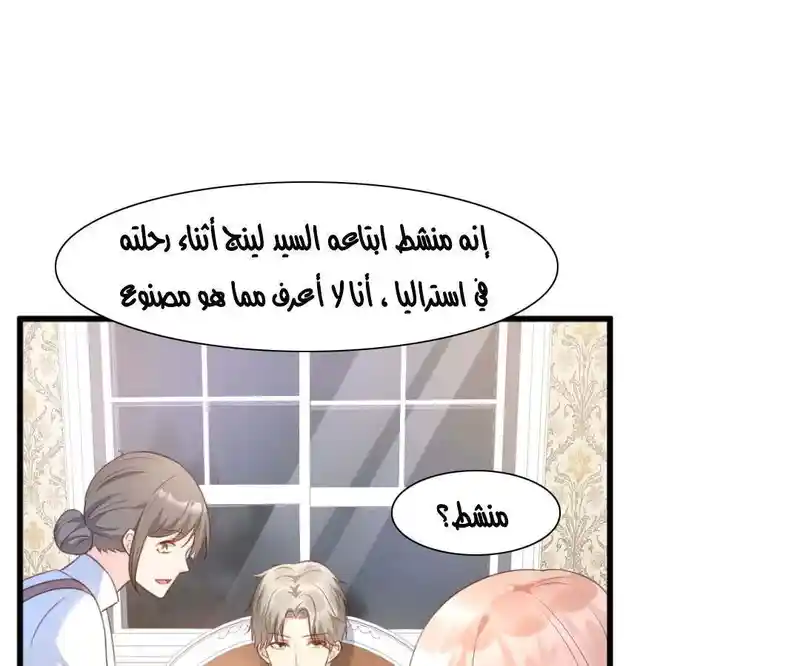 إنه منشط ابتاعه السيد لينج أثناء رحلته
في استراليا ، أنا لا أعرف مما هو مصنوع
منشط؟